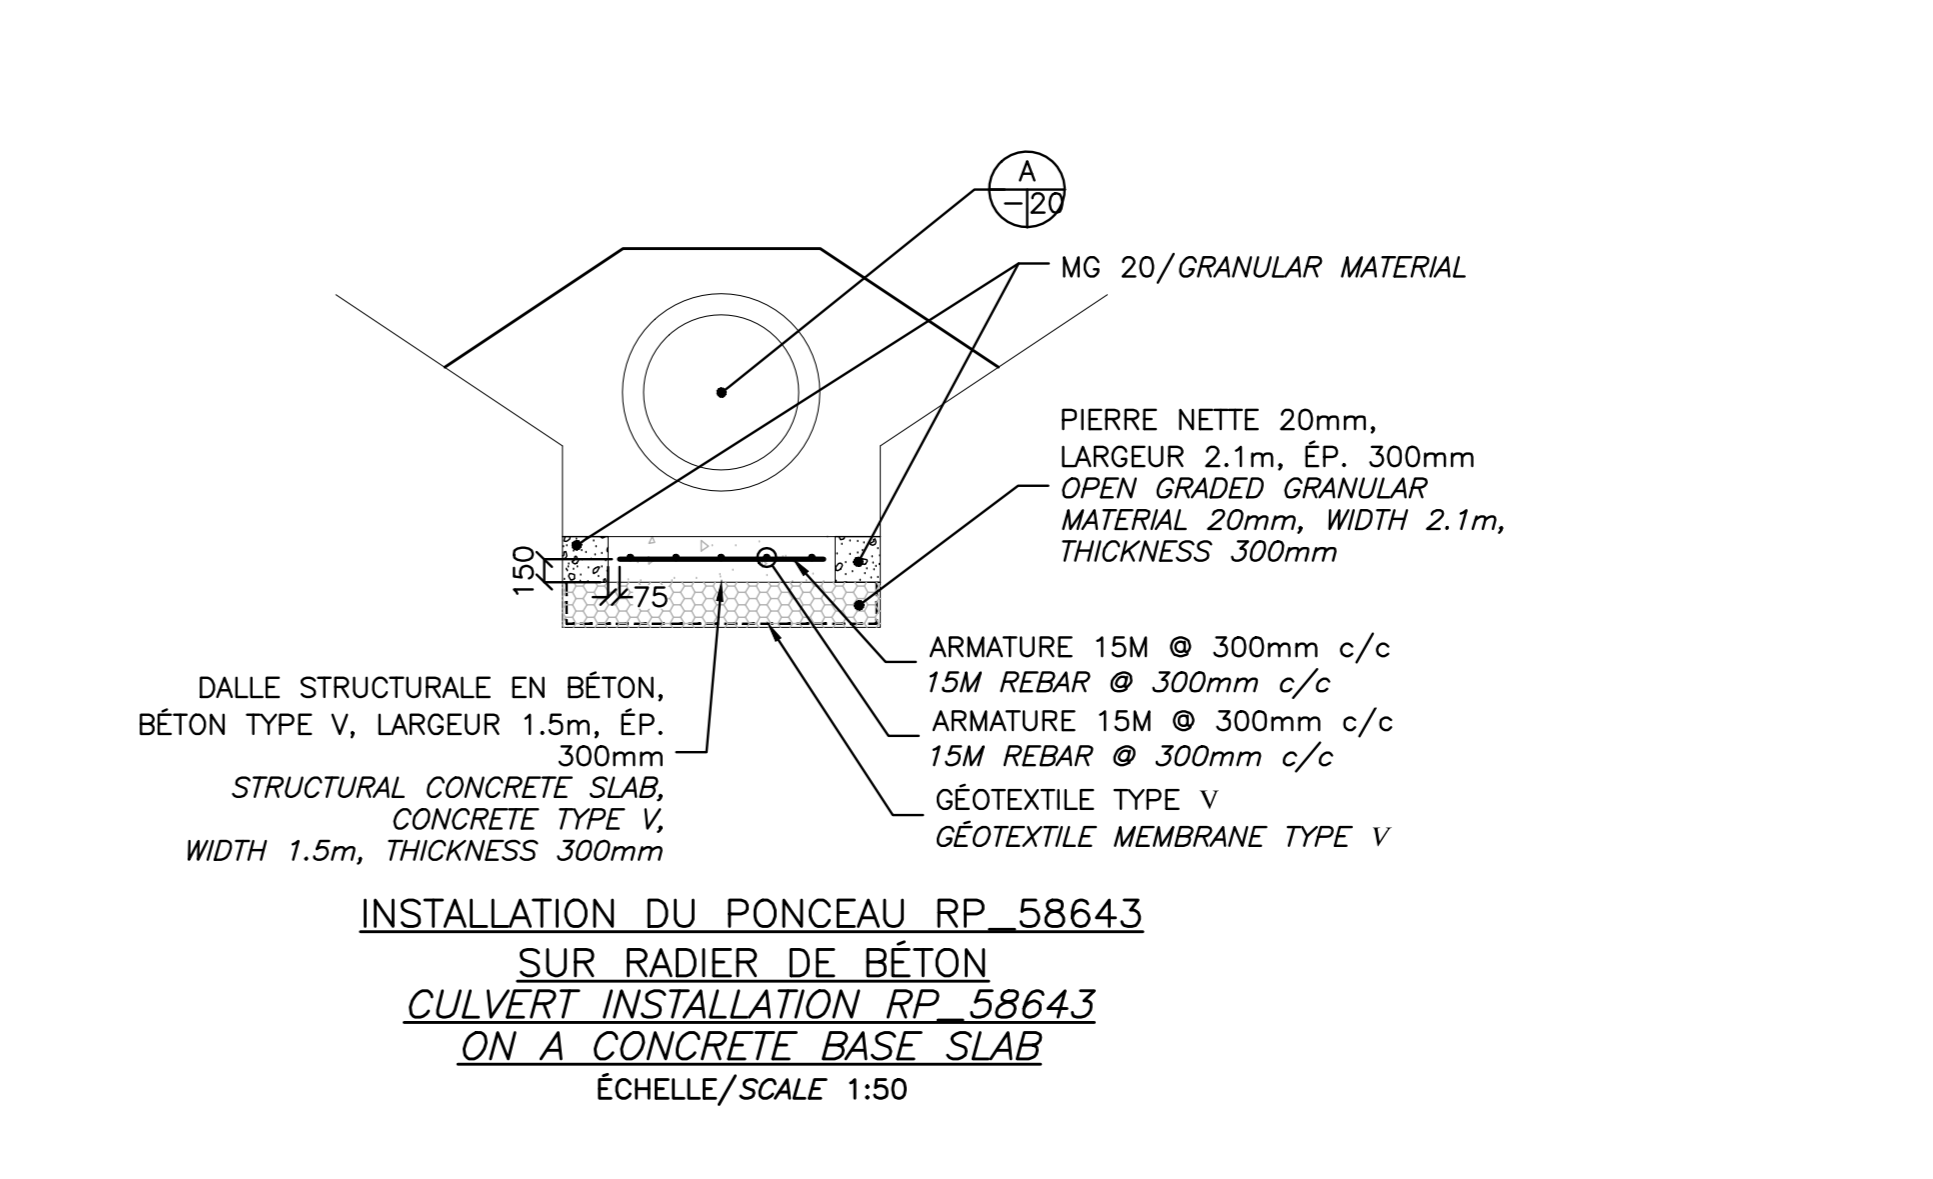 A
– 20
MG 20/GRANULAR MATERIAL
PIERRE NETTE 20mm,
LARGEUR 2.1m, ÉP. 300mm
OPEN GRADED GRANULAR
MATERIAL 20mm, WIDTH 2.1m,
THICKNESS 300mm
150
75
ARMATURE 15M @ 300mm c/c
15M REBAR @ 300mm c/c
ARMATURE 15M @ 300mm c/c
15M REBAR @ 300mm c/c
GÉOTEXTILE TYPE V
GÉOTEXTILE MEMBRANE TYPE V
DALLE STRUCTURALE EN BÉTON,
BÉTON TYPE V, LARGEUR 1.5m, ÉP.
300mm
STRUCTURAL CONCRETE SLAB,
CONCRETE TYPE V,
WIDTH 1.5m, THICKNESS 300mm
INSTALLATION DU PONCEAU RP_58643
SUR RADIER DE BÉTON
CULVERT INSTALLATION RP_58643
ON A CONCRETE BASE SLAB
ÉCHELLE/SCALE 1:50